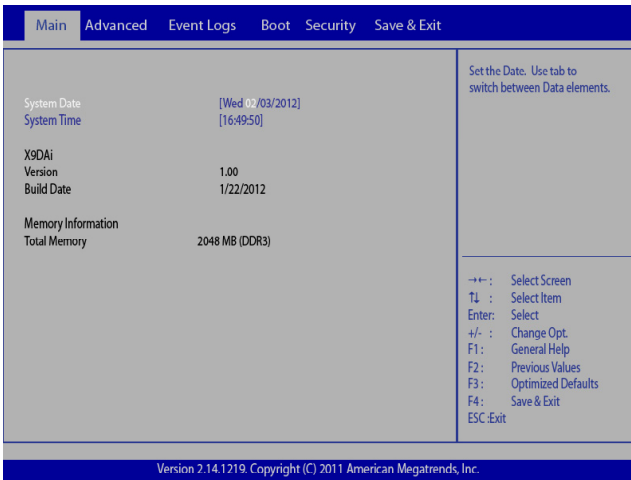 Main Advanced Event Logs Boot Security Save & Exit
System Date [Wed 02/03/2012]
System Time [16:49:50]
X9DAi
Version 1.00
Build Date 1/22/2012
Memory Information
Total Memory 2048 MB (DDR3)
Set the Date. Use tab to
switch between Data elements.
→←: Select Screen
↑↓ : Select Item
Enter: Select
+/- : Change Opt.
F1: General Help
F2: Previous Values
F3: Optimized Defaults
F4: Save & Exit
ESC :Exit
Version 2.14.1219. Copyright (C) 2011 American Megatrends, Inc.